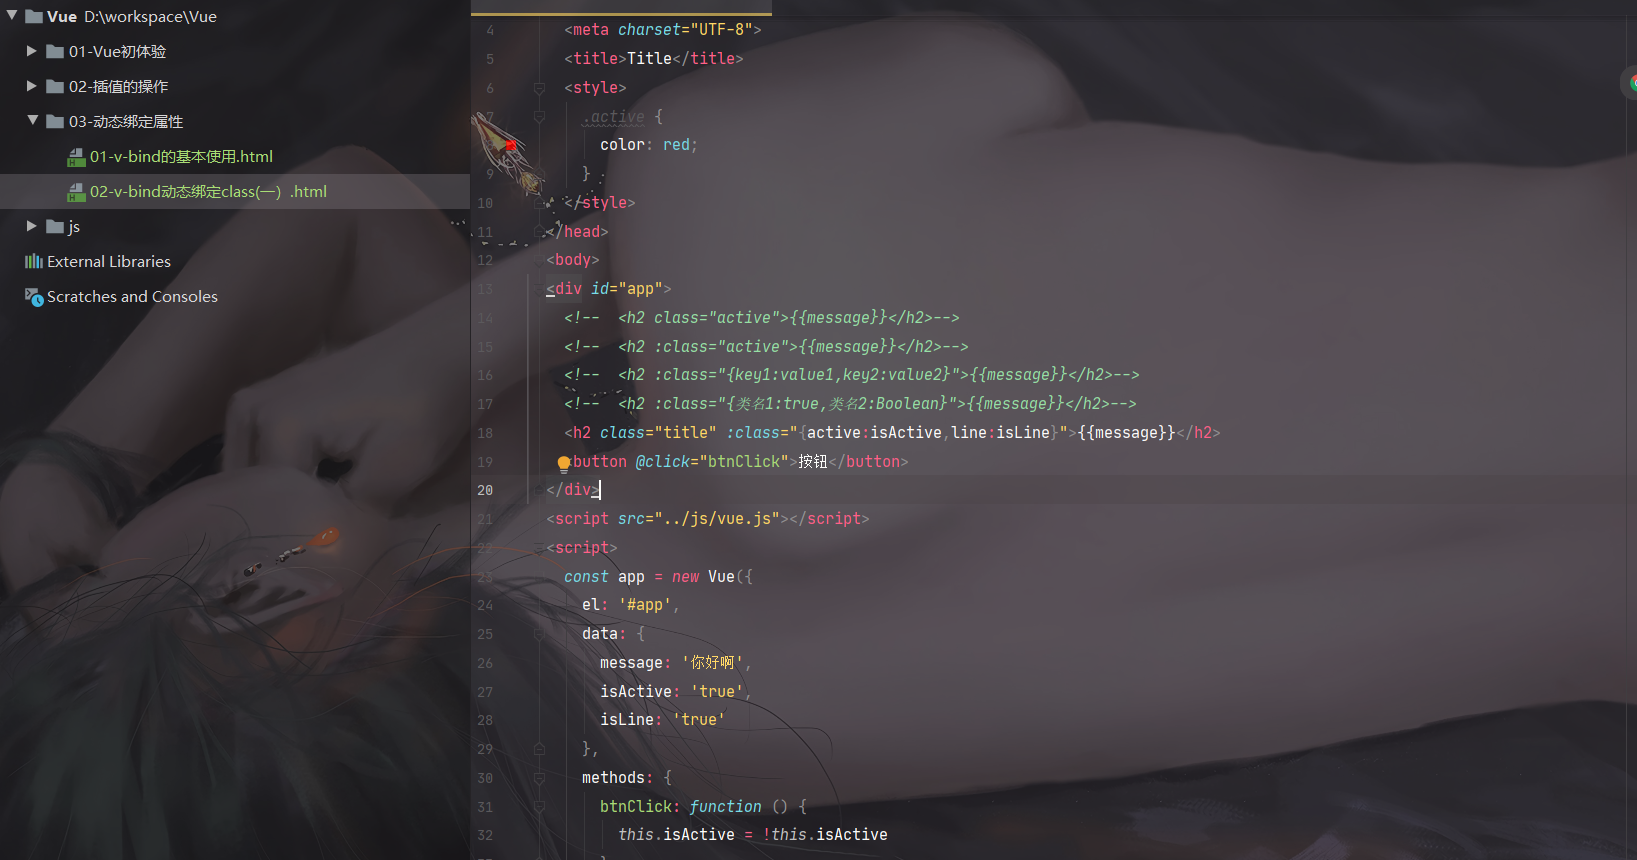 Vue D:\workspace\Vue
01-Vue初体验
02-插值的操作
03-动态绑定属性
01-v-bind的基本使用.html
02-v-bind动态绑定class(一) .html
js
External Libraries
Scratches and Consoles
4 <meta charset="UTF-8">
5 <title>Title</title>
6 <style>
7 .active {
color: red;
9 }
10 </style>
11 </head>
12 <body>
13 <div id="app">
14 <!-- <h2 class="active">{{message}}</h2>-->
15 <!-- <h2 :class="active">{{message}}</h2>-->
16 <!-- <h2 :class="{key1:value1,key2:value2}">{{message}}</h2>-->
17 <!-- <h2 :class="{类名1:true,类名2:Boolean}">{{message}}</h2>-->
18 <h2 class="title" :class="{active:isActive,line:isLine}">{{message}}</h2>
19 <button @click="btnClick">按钮</button>
20 </div>
21 <script src="../js/vue.js"></script>
22 <script>
23 const app = new Vue({
24 el: '#app',
25 data: {
26 message: '你好啊',
27 isActive: 'true',
28 isLine: 'true'
29 },
30 methods: {
31 btnClick: function () {
32 this.isActive = !this.isActive